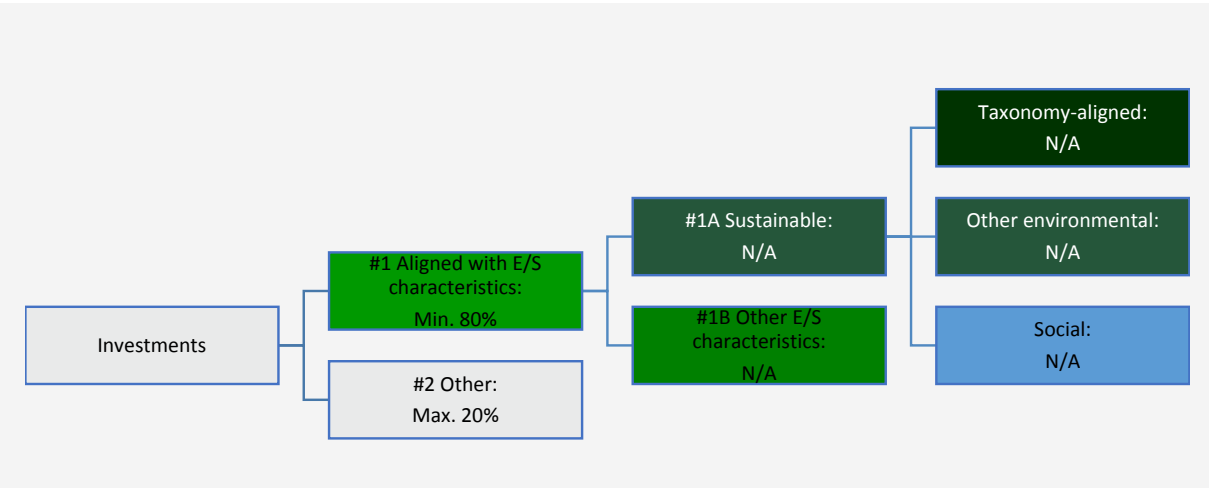 Investments
#1 Aligned with E/S
characteristics:
Min. 80%
#2 Other:
Max. 20%
#1A Sustainable:
N/A
#1B Other E/S
characteristics:
N/A
Taxonomy-aligned:
N/A
Other environmental:
N/A
Social:
N/A